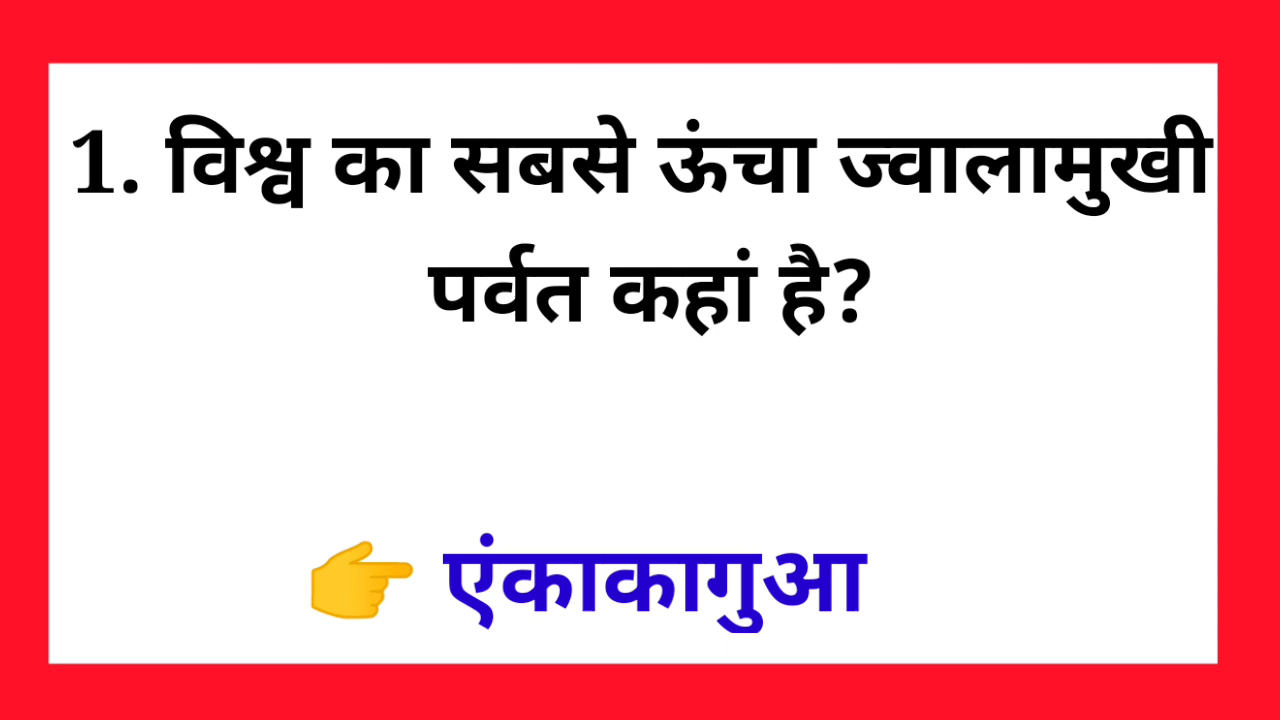 1. विश्व का सबसे ऊंचा ज्वालामुखी
पर्वत कहां है?
👉 एंकाकागुआ